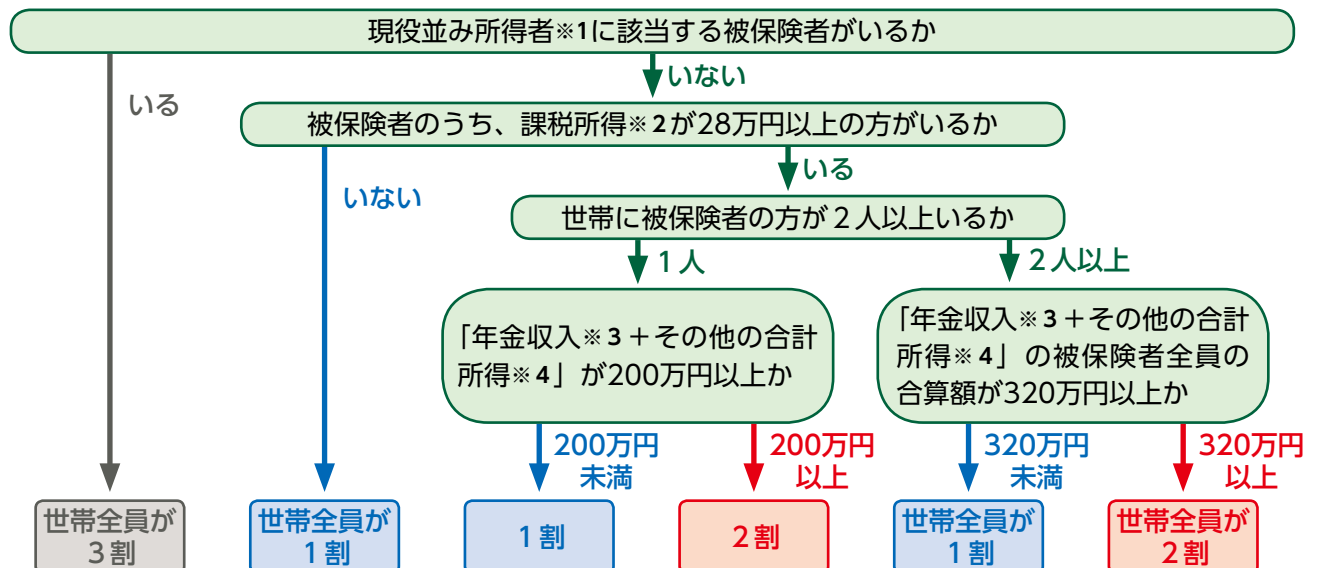 現役並み所得者※1に該当する被保険者がいるか
いる
いない
被保険者のうち、課税所得※2が28万円以上の方がいるか
いない
いる
世帯に被保険者の方が2人以上いるか
1人
2人以上
「年金収入※3+その他の合計
所得※4」が200万円以上か
「年金収入※3+その他の合計
所得※4」の被保険者全員の
合算額が320万円以上か
200万円
未満
200万円
以上
320万円
未満
320万円
以上
世帯全員が
3割
世帯全員が
1割
1割
2割
世帯全員が
1割
世帯全員が
2割